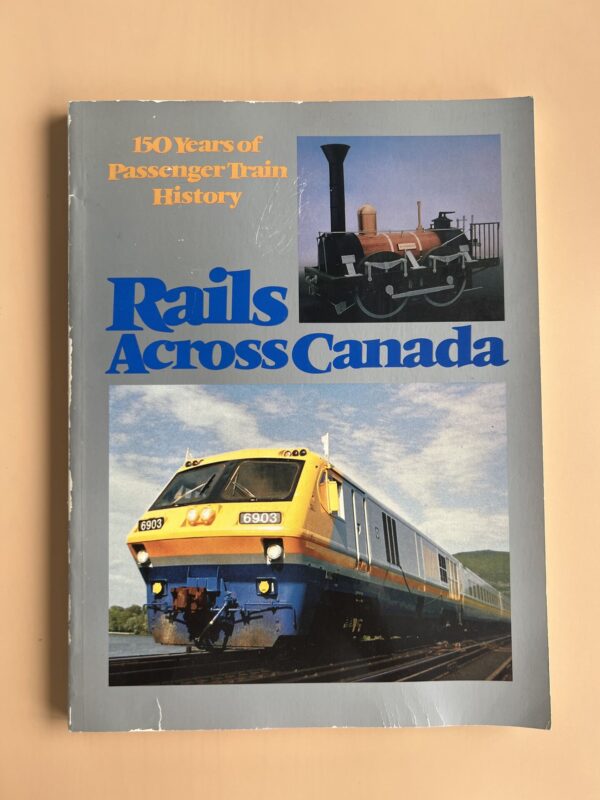 150 Years of
Passenger Train
History
Rails
Across Canada
6903
6903